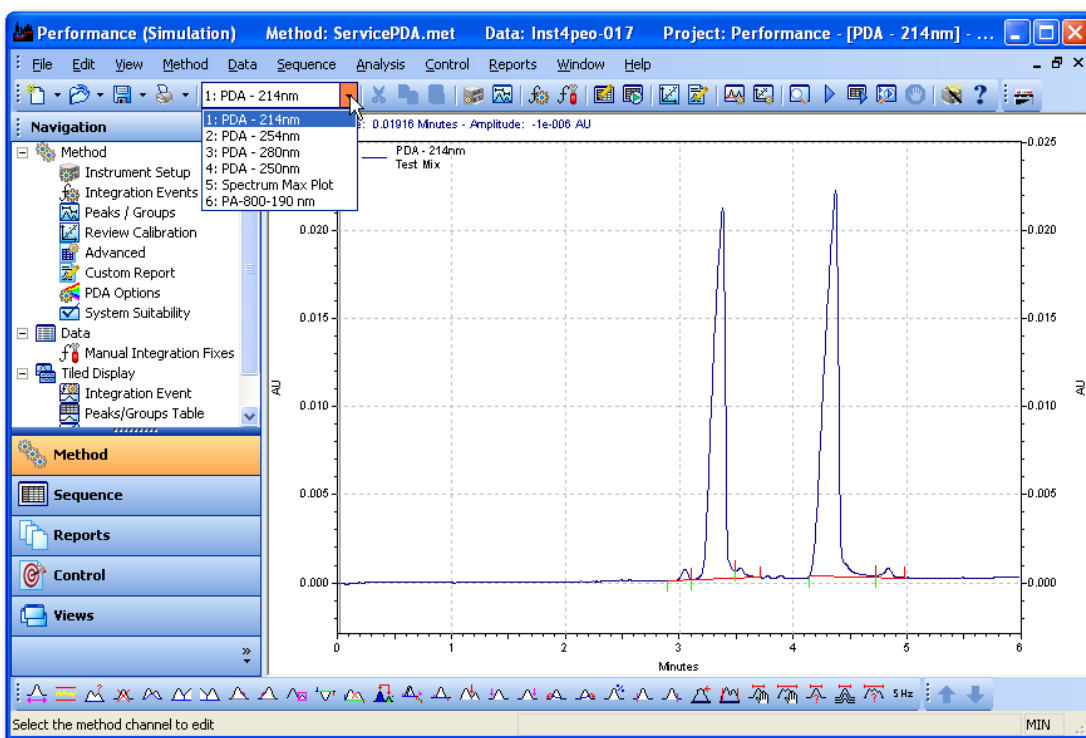 Performance (Simulation) Method: ServicePDA.met Data: Inst4peo-017 Project: Performance - [PDA - 214nm] - ...
File Edit View Method Data Sequence Analysis Control Reports Window Help
1: PDA - 214nm
1: PDA - 214nm
2: PDA - 254nm
3: PDA - 280nm
4: PDA - 250nm
5: Spectrum Max Plot
6: PA-800-190 nm
Navigation
Method
Instrument Setup
Integration Events
Peaks / Groups
Review Calibration
Advanced
Custom Report
PDA Options
System Suitability
Data
Manual Integration Fixes
Tiled Display
Integration Event
Peaks/Groups Table
Method
Sequence
Reports
Control
Views
: 0.01916 Minutes - Amplitude: -1e-006 AU
PDA - 214nm
Test Mix
0.020
0.015
0.010
0.005
0.000
AU
0.025
0.020
0.015
0.010
0.005
0.000
AU
0 1 2 3 4 5 6
Minutes
5 Hz
Select the method channel to edit
MIN